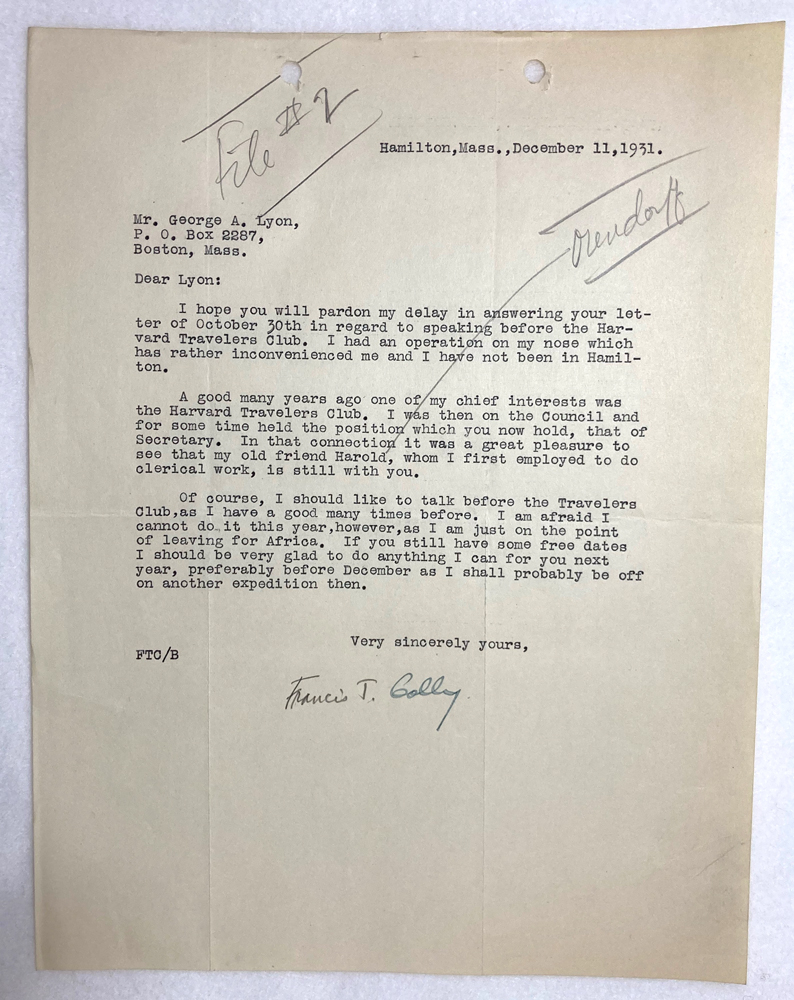 File #2
Hamilton,Mass.,December 11,1931.
Orendorff
Mr. George A. Lyon,
P. O. Box 2287,
Boston, Mass.
Dear Lyon:
I hope you will pardon my delay in answering your let-
ter of October 30th in regard to speaking before the Har-
vard Travelers Club. I had an operation on my nose which
has rather inconvenienced me and I have not been in Hamil-
ton.
A good many years ago one of my chief interests was
the Harvard Travelers Club. I was then on the Council and
for some time held the position which you now hold, that of
Secretary. In that connection it was a great pleasure to
see that my old friend Harold, whom I first employed to do
clerical work, is still with you.
Of course, I should like to talk before the Travelers
Club,as I have a good many times before. I am afraid I
cannot do it this year,however,as I am just on the point
of leaving for Africa. If you still have some free dates
I should be very glad to do anything I can for you next
year, preferably before December as I shall probably be off
on another expedition then.
Very sincerely yours,
FTC/B
Francis T. Colby